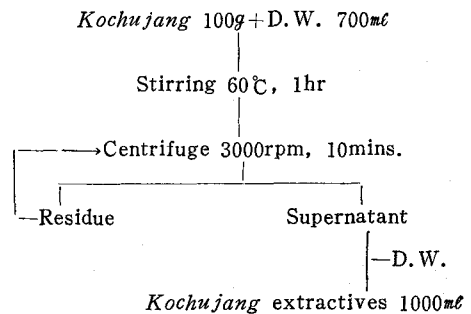 Kochujang 100g+D.W. 700mℓ
Stirring 60℃, 1hr
Centrifuge 3000rpm, 10mins.
Residue
Supernatant
D.W.
Kochujang extractives 1000mℓ